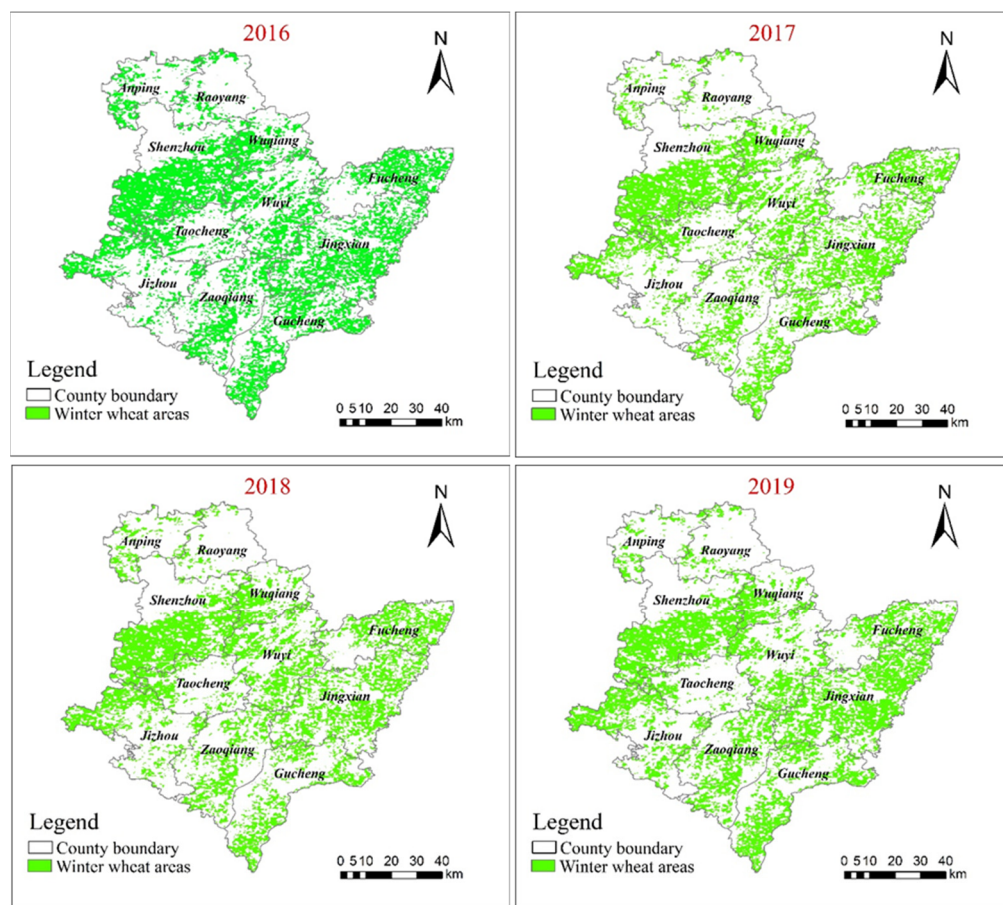 2016
N
Anping
Raoyang
Shenzhou
Wuqiang
Fucheng
Wuyi
Taocheng
Jingxian
Jizhou
Zaoqiang
Gucheng
Legend
County boundary
Winter wheat areas
0 5 10 20 30 40
km
2017
N
Anping
Raoyang
Shenzhou
Wuqiang
Fucheng
Wuyi
Taocheng
Jingxian
Jizhou
Zaoqiang
Gucheng
Legend
County boundary
Winter wheat areas
0 5 10 20 30 40
km
2018
N
Anping
Raoyang
Shenzhou
Wuqiang
Fucheng
Wuyi
Taocheng
Jingxian
Jizhou
Zaoqiang
Gucheng
Legend
County boundary
Winter wheat areas
0 5 10 20 30 40
km
2019
N
Anping
Raoyang
Shenzhou
Wuqiang
Fucheng
Wuyi
Taocheng
Jingxian
Jizhou
Zaoqiang
Gucheng
Legend
County boundary
Winter wheat areas
0 5 10 20 30 40
km